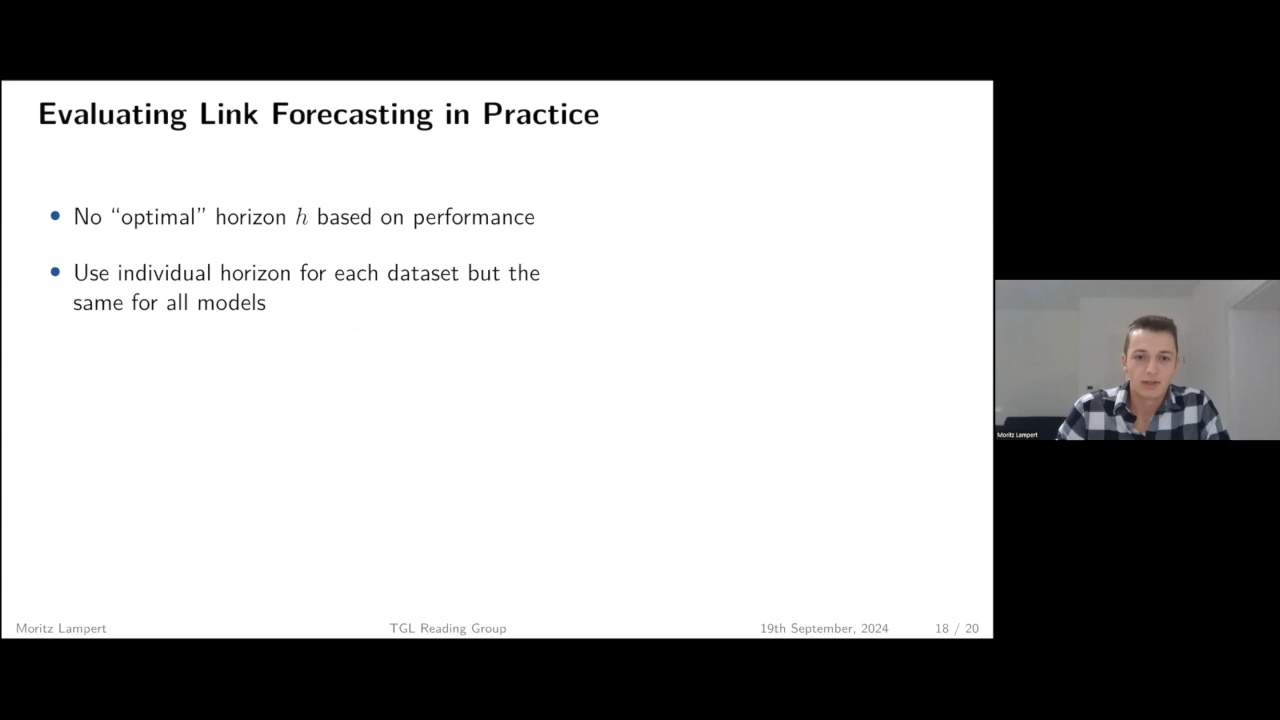 Evaluating Link Forecasting in Practice
• No “optimal” horizon h based on performance
• Use individual horizon for each dataset but the
same for all models
Moritz Lampert
Moritz Lampert TGL Reading Group 19th September, 2024 18 / 20